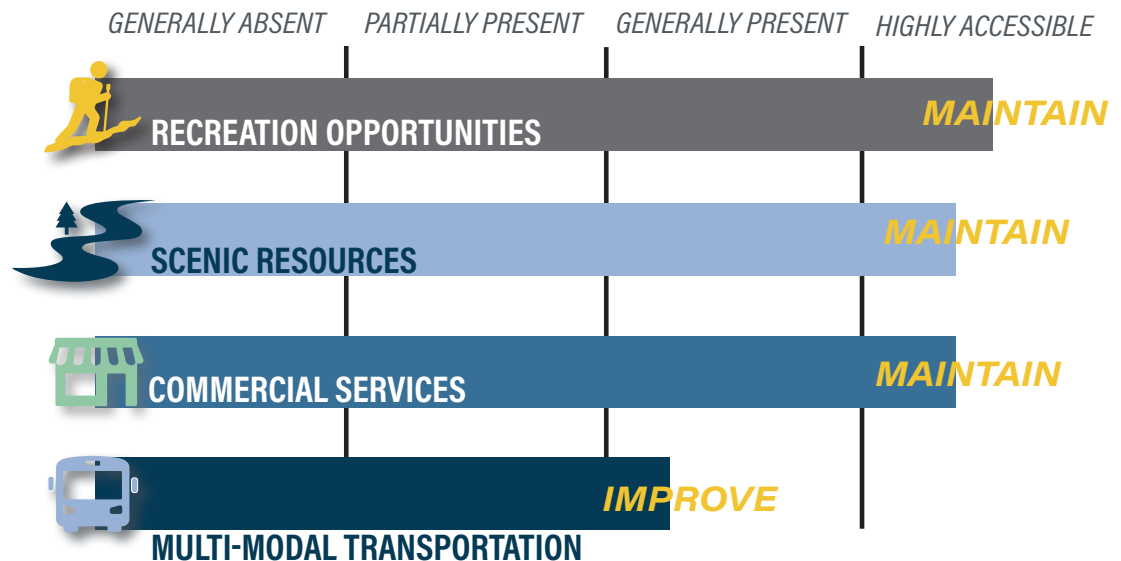 GENERALLY ABSENT PARTIALLY PRESENT GENERALLY PRESENT HIGHLY ACCESSIBLE
MAINTAIN
RECREATION OPPORTUNITIES
MAINTAIN
SCENIC RESOURCES
MAINTAIN
COMMERCIAL SERVICES
IMPROVE
MULTI-MODAL TRANSPORTATION